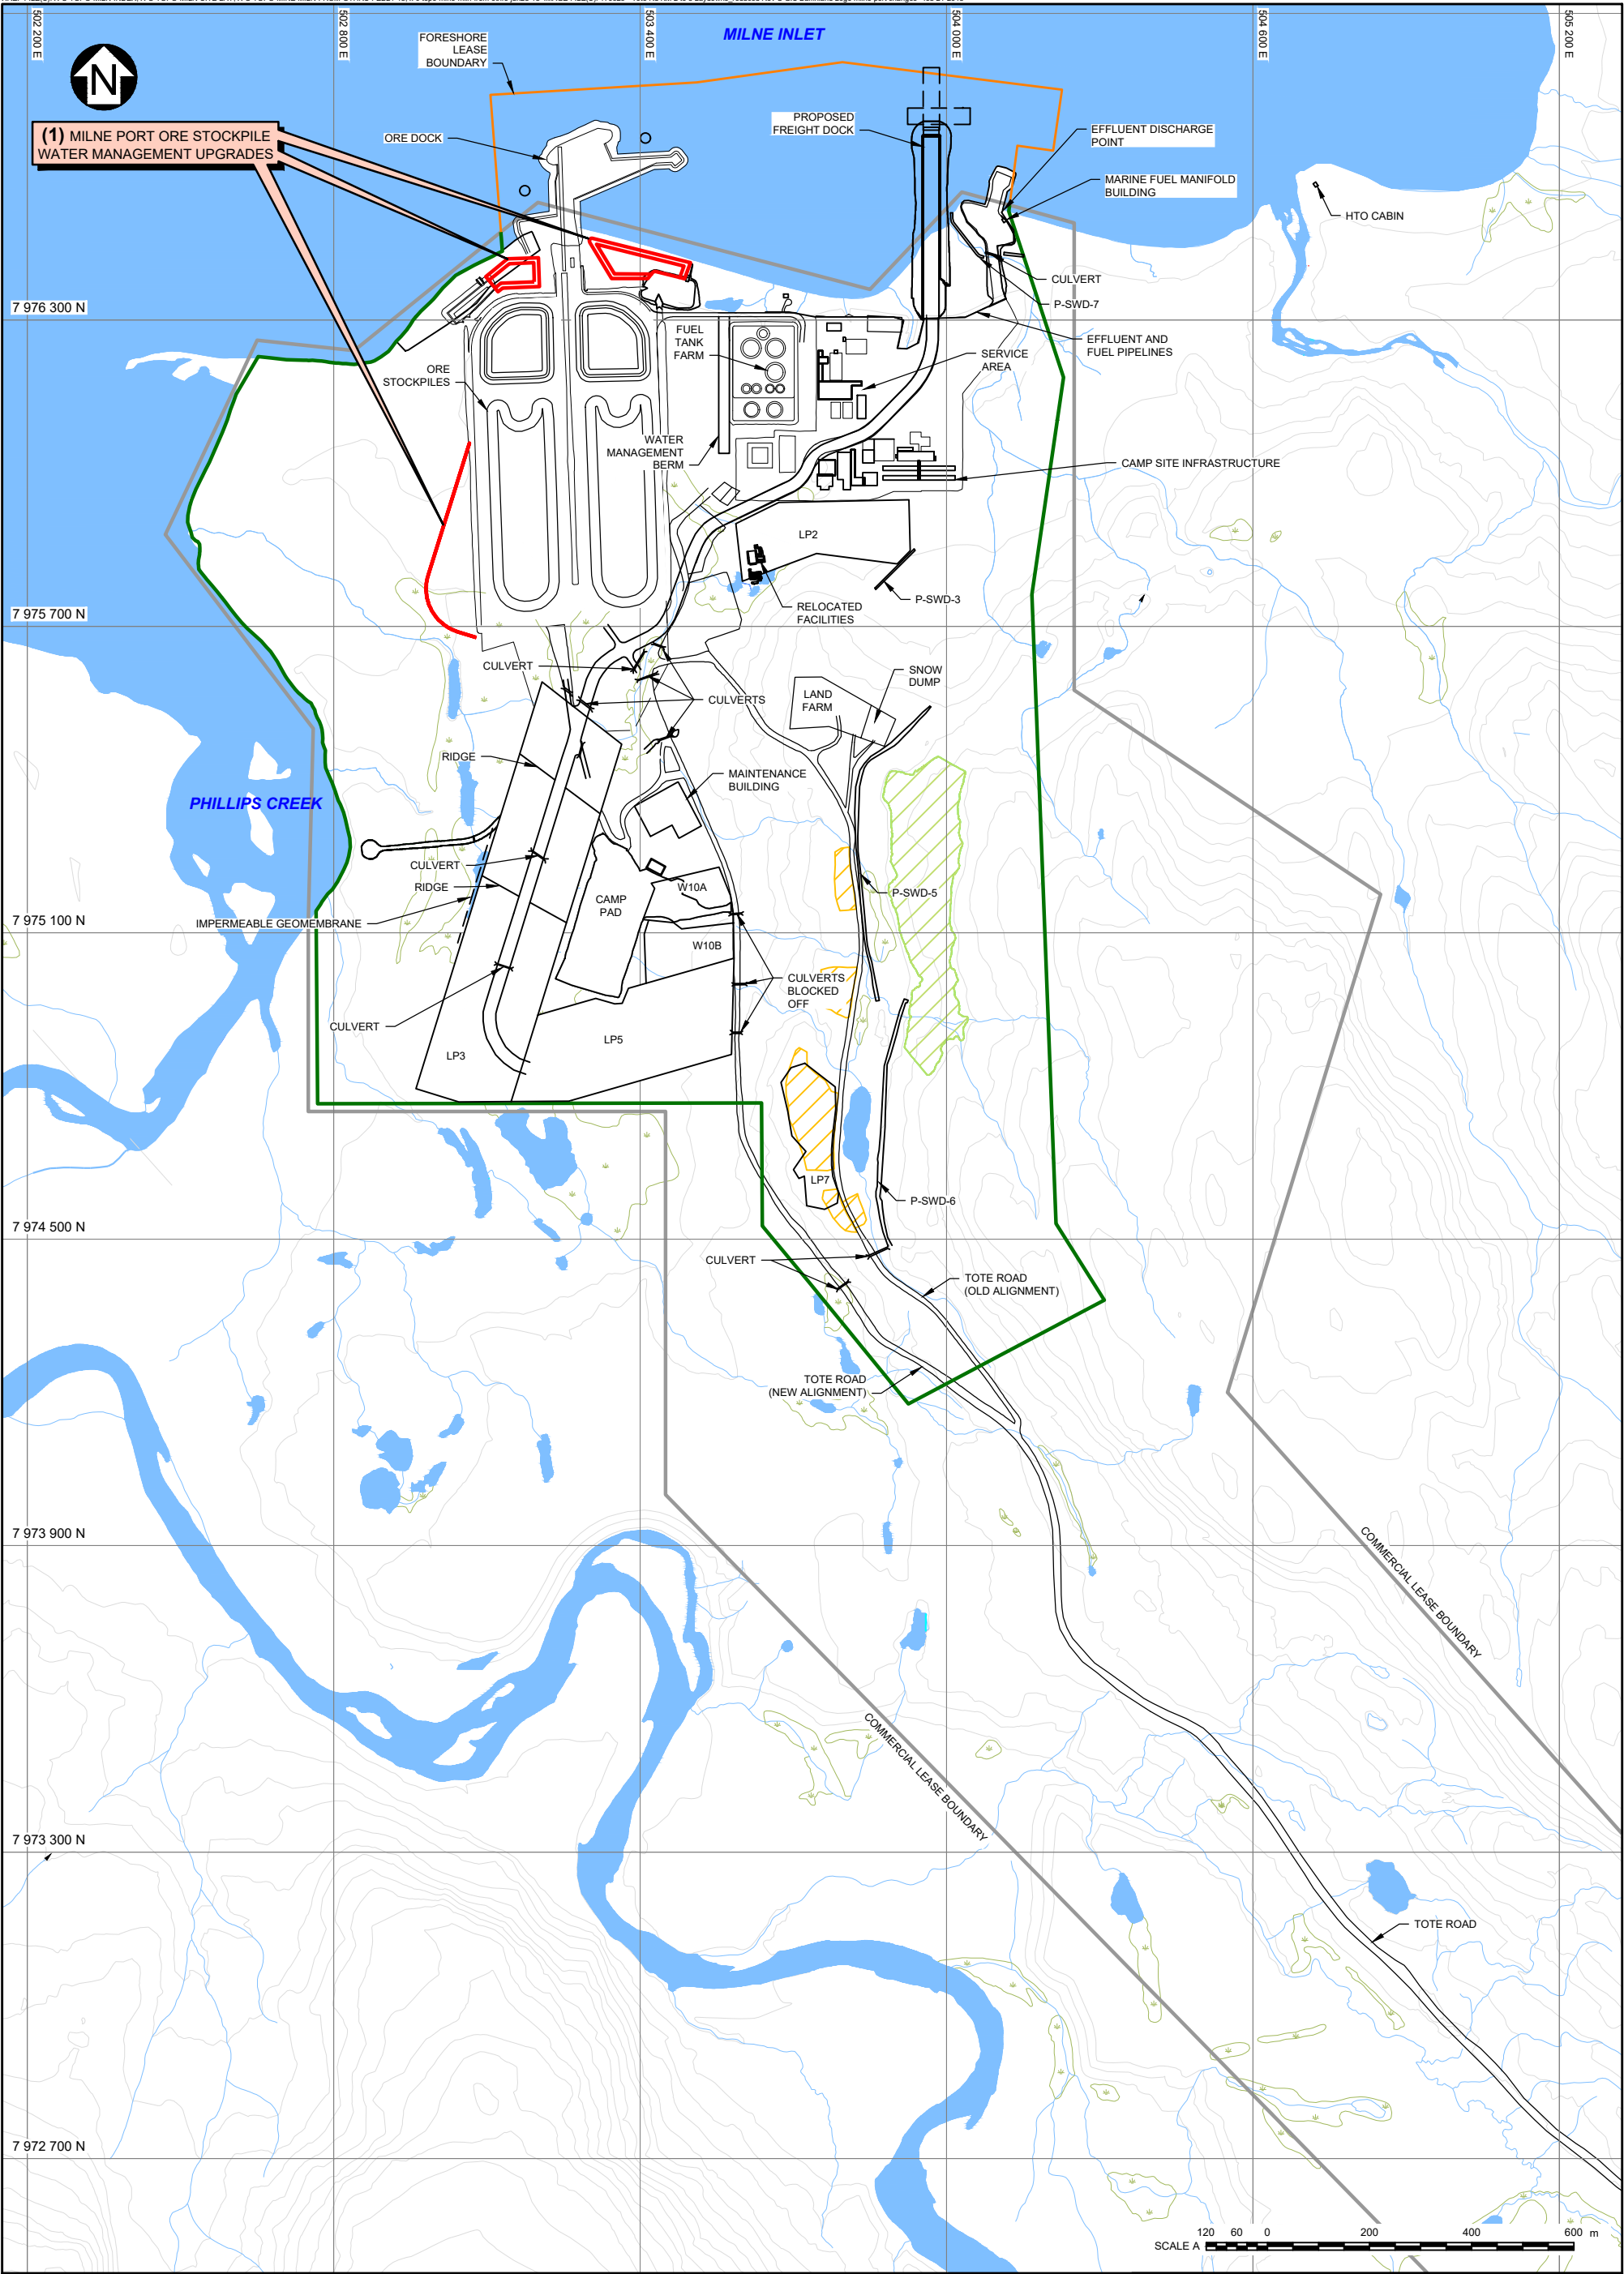 502 200 E
502 800 E
503 400 E
504 000 E
504 600 E
505 200 E
MILNE INLET
FORESHORE
LEASE
BOUNDARY
N
(1) MILNE PORT ORE STOCKPILE
WATER MANAGEMENT UPGRADES
ORE DOCK
PROPOSED
FREIGHT DOCK
EFFLUENT DISCHARGE
POINT
MARINE FUEL MANIFOLD
BUILDING
HTO CABIN
CULVERT
P-SWD-7
7 976 300 N
EFFLUENT AND
FUEL PIPELINES
FUEL
TANK
FARM
SERVICE
AREA
ORE
STOCKPILES
WATER
MANAGEMENT
BERM
CAMP SITE INFRASTRUCTURE
LP2
P-SWD-3
RELOCATED
FACILITIES
7 975 700 N
CULVERT
SNOW
DUMP
LAND
FARM
CULVERTS
RIDGE
MAINTENANCE
BUILDING
PHILLIPS CREEK
CULVERT
RIDGE
W10A
P-SWD-5
CAMP
PAD
IMPERMEABLE GEOMEMBRANE
7 975 100 N
W10B
CULVERTS
BLOCKED
OFF
CULVERT
LP3
LP5
LP7
P-SWD-6
7 974 500 N
CULVERT
TOTE ROAD
(OLD ALIGNMENT)
TOTE ROAD
(NEW ALIGNMENT)
7 973 900 N
COMMERCIAL LEASE BOUNDARY
COMMERCIAL LEASE BOUNDARY
7 973 300 N
TOTE ROAD
7 972 700 N
120 60 0 200 400 600 m
SCALE A